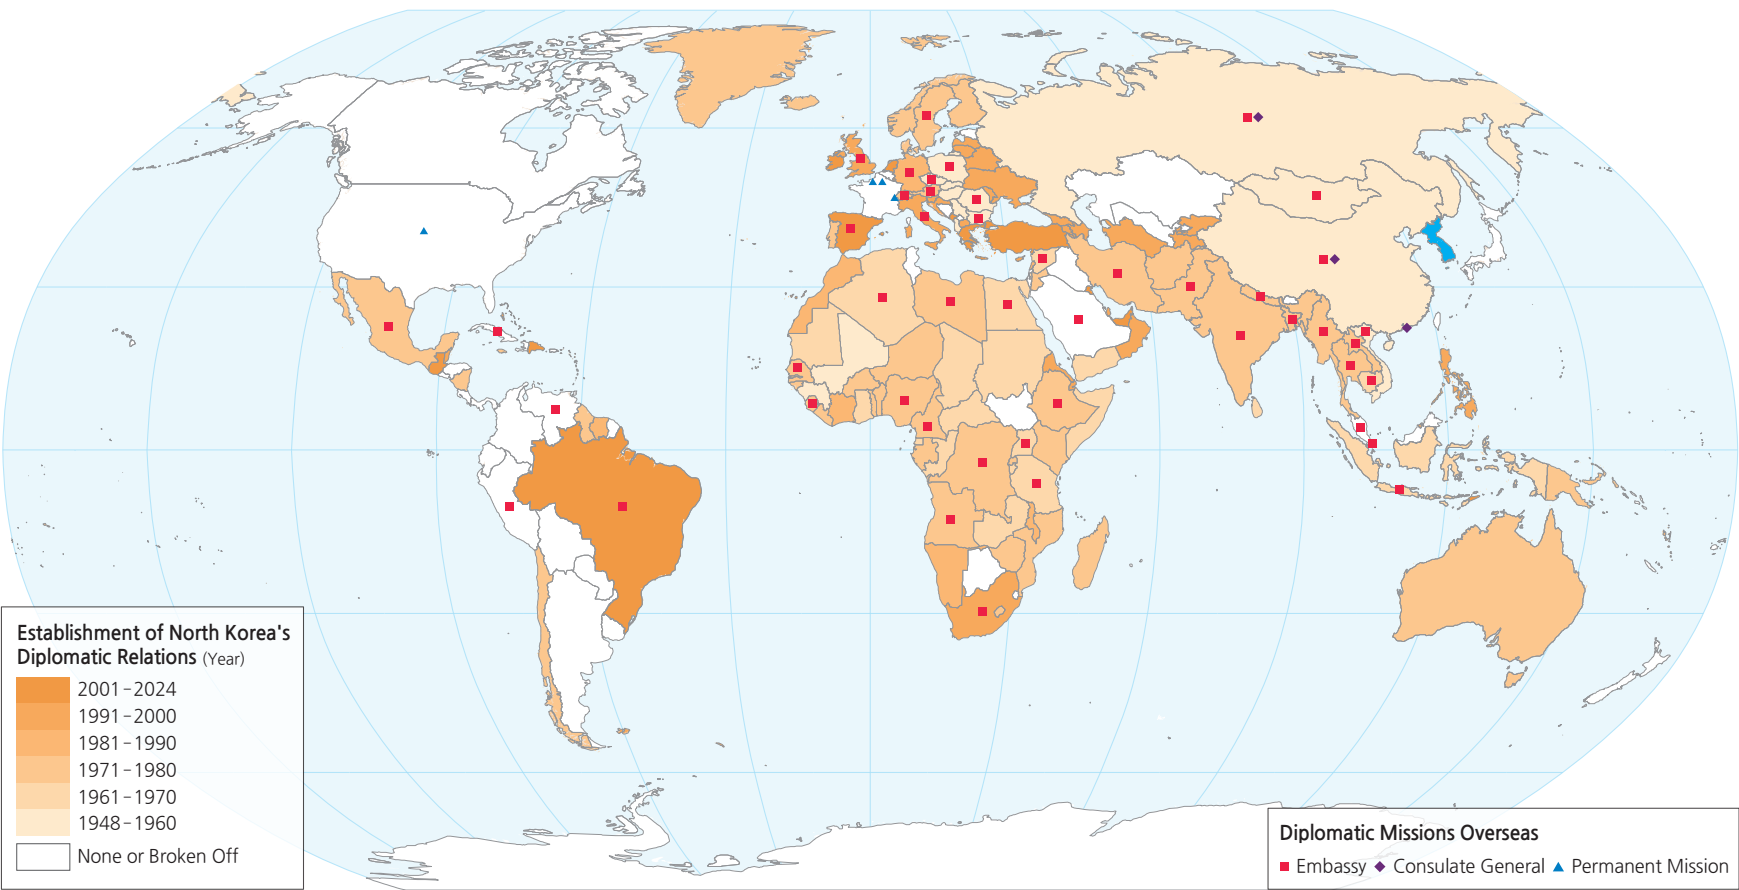 Establishment of North Korea's
Diplomatic Relations (Year)
2001-2024
1991-2000
1981-1990
1971-1980
1961-1970
1948-1960
None or Broken Off
Diplomatic Missions Overseas
Embassy Consulate General Permanent Mission